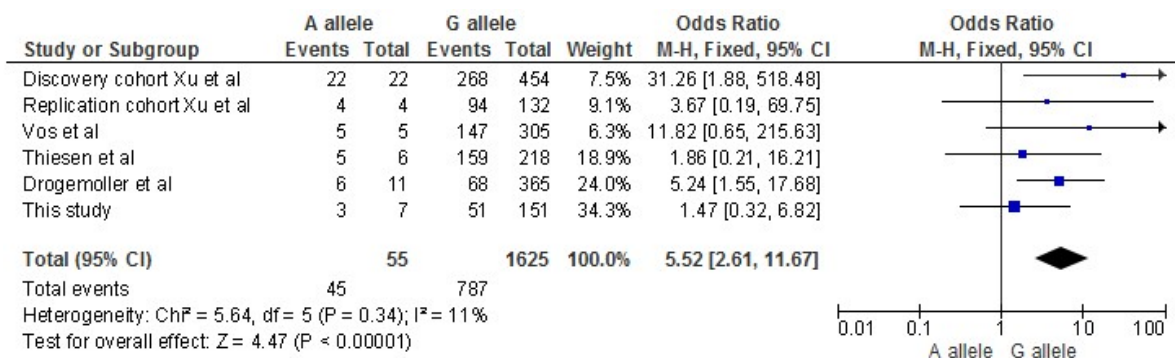 A allele G allele Odds Ratio Odds Ratio
Study or Subgroup Events Total Events Total Weight M-H, Fixed, 95% CI M-H, Fixed, 95% CI
Discovery cohort Xu et al 22 22 268 454 7.5% 31.26 [1.88, 518.48]
Replication cohort Xu et al 4 4 94 132 9.1% 3.67 [0.19, 69.75]
Vos et al 5 5 147 305 6.3% 11.82 [0.65, 215.63]
Thiesen et al 5 6 159 218 18.9% 1.86 [0.21, 16.21]
Drogemoller et al 6 11 68 365 24.0% 5.24 [1.55, 17.68]
This study 3 7 51 151 34.3% 1.47 [0.32, 6.82]
Total (95% CI) 55 1625 100.0% 5.52 [2.61, 11.67]
Total events 45 787
Heterogeneity: Chi² = 5.64, df = 5 (P = 0.34); I² = 11%
Test for overall effect: Z = 4.47 (P < 0.00001)
0.01 0.1 1 10 100
A allele G allele